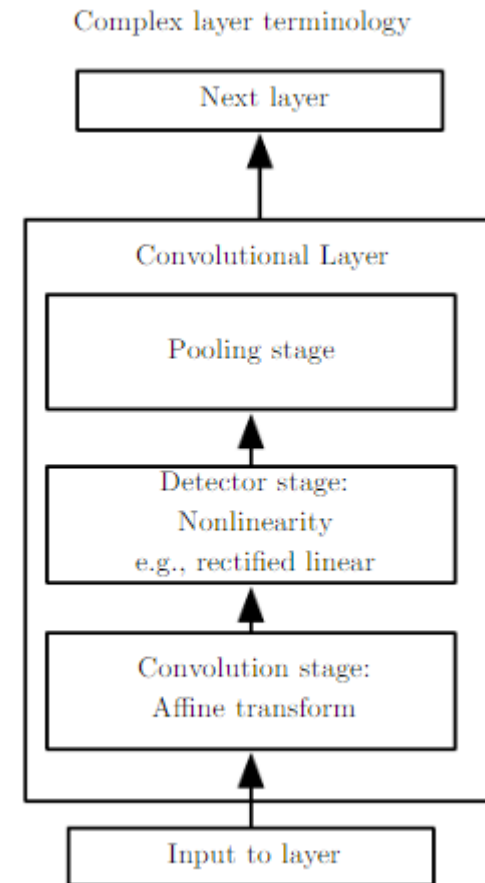 Complex layer terminology
Next layer
Convolutional Layer
Pooling stage
Detector stage:
Nonlinearity
e.g., rectified linear
Convolution stage:
Affine transform
Input to layer